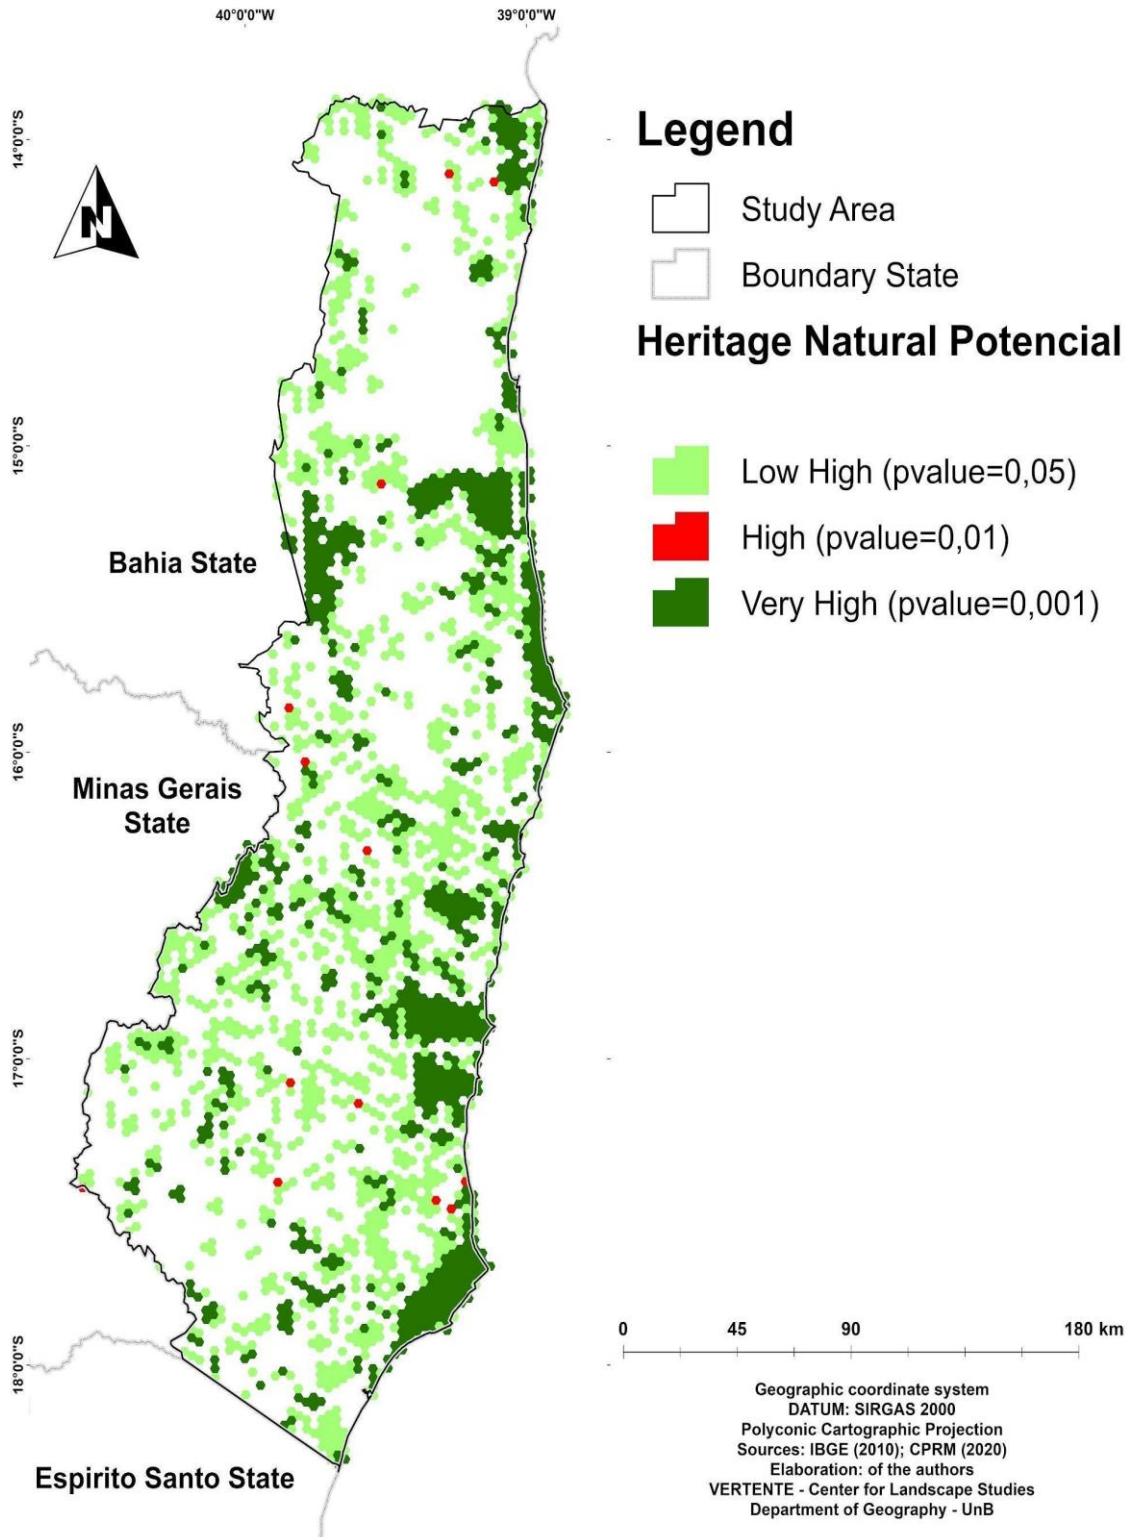 40°0'0"W
39°0'0"W
14°0'0"S
15°0'0"S
16°0'0"S
17°0'0"S
18°0'0"S
N
Bahia State
Minas Gerais
State
Espirito Santo State
Legend
Study Area
Boundary State
Heritage Natural Potencial
Low High (pvalue=0,05)
High (pvalue=0,01)
Very High (pvalue=0,001)
0 45 90 180 km
Geographic coordinate system
DATUM: SIRGAS 2000
Polyconic Cartographic Projection
Sources: IBGE (2010); CPRM (2020)
Elaboration: of the authors
VERTENTE - Center for Landscape Studies
Department of Geography - UnB